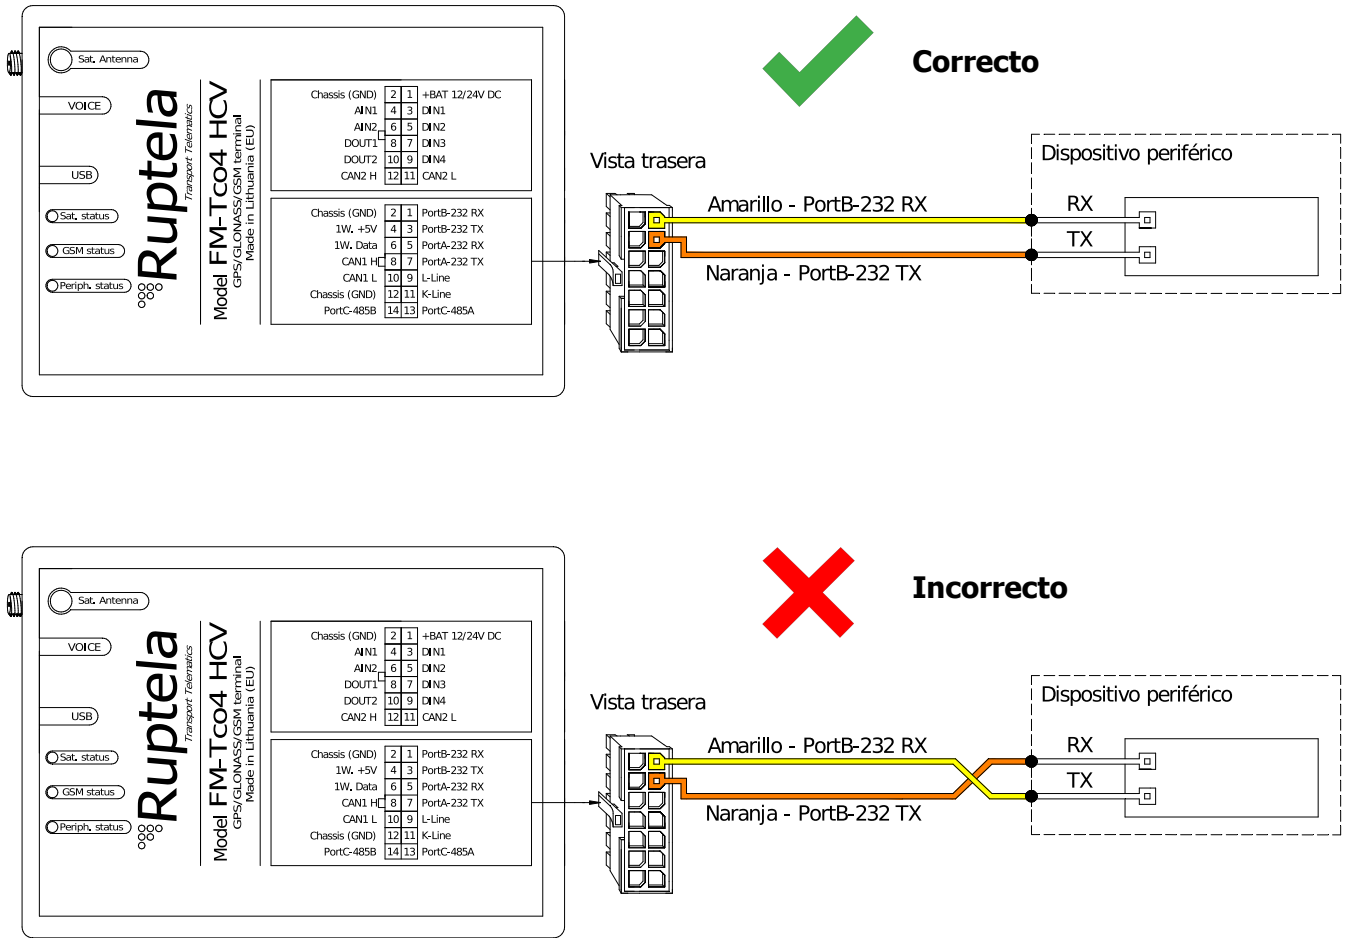 Sat. Antenna
VOICE
USB
Sat. status
GSM status
Periph. status
Ruptela
Transport Telematics
Model FM-Tco4 HCV
GPS/GLONASS/GSM terminal
Made in Lithuania (EU)
Chassis (GND) 2 1 +BAT 12/24V DC
AIN1 4 3 DIN1
AIN2 6 5 DIN2
DOUT1 8 7 DIN3
DOUT2 10 9 DIN4
CAN2 H 12 11 CAN2 L
Chassis (GND) 2 1 PortB-232 RX
1W. +5V 4 3 PortB-232 TX
1W. Data 6 5 PortA-232 RX
CAN1 H 8 7 PortA-232 TX
CAN1 L 10 9 L-Line
Chassis (GND) 12 11 K-Line
PortC-485B 14 13 PortC-485A
Correcto
Vista trasera
Amarillo - PortB-232 RX
Naranja - PortB-232 TX
Dispositivo periférico
RX
TX
Sat. Antenna
VOICE
USB
Sat. status
GSM status
Periph. status
Ruptela
Transport Telematics
Model FM-Tco4 HCV
GPS/GLONASS/GSM terminal
Made in Lithuania (EU)
Chassis (GND) 2 1 +BAT 12/24V DC
AIN1 4 3 DIN1
AIN2 6 5 DIN2
DOUT1 8 7 DIN3
DOUT2 10 9 DIN4
CAN2 H 12 11 CAN2 L
Chassis (GND) 2 1 PortB-232 RX
1W. +5V 4 3 PortB-232 TX
1W. Data 6 5 PortA-232 RX
CAN1 H 8 7 PortA-232 TX
CAN1 L 10 9 L-Line
Chassis (GND) 12 11 K-Line
PortC-485B 14 13 PortC-485A
Incorrecto
Vista trasera
Amarillo - PortB-232 RX
Naranja - PortB-232 TX
Dispositivo periférico
RX
TX